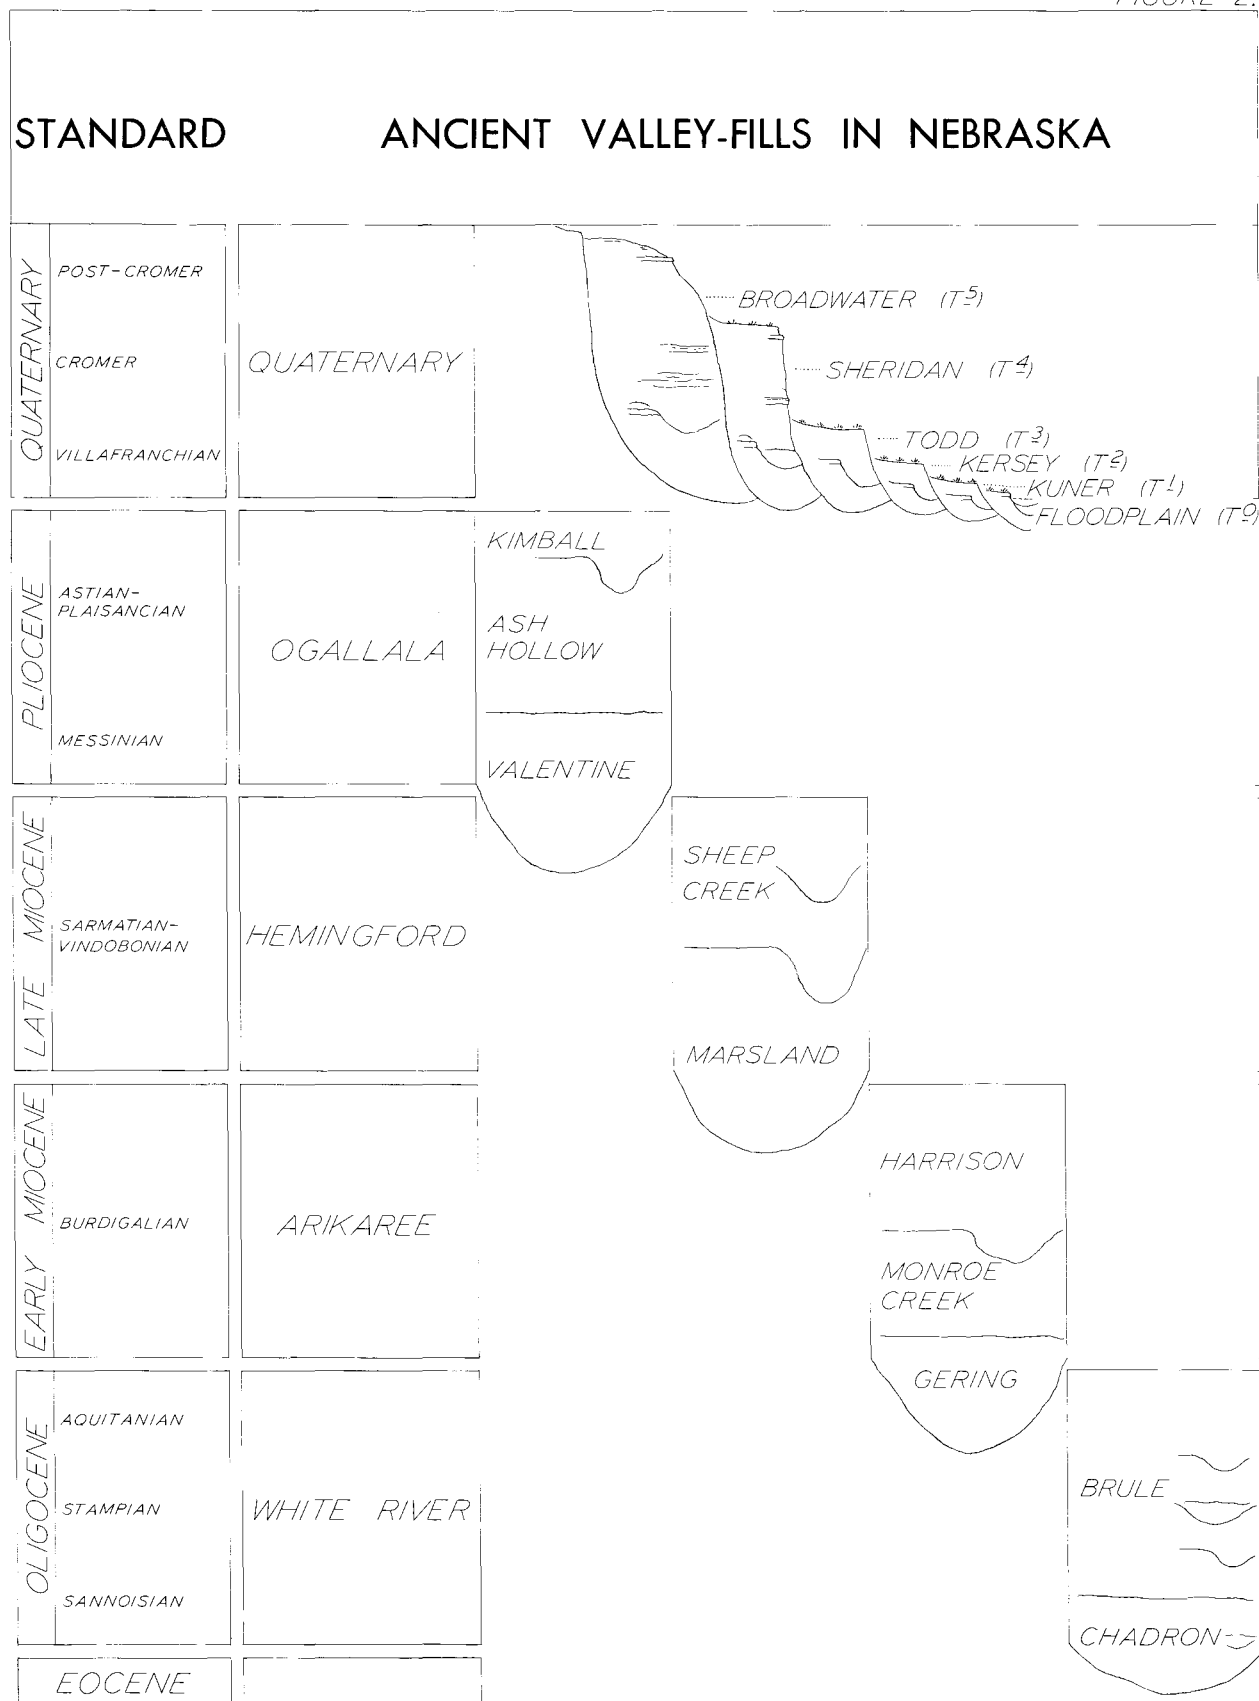 FIGURE 2.
STANDARD
ANCIENT VALLEY-FILLS IN NEBRASKA
QUATERNARY
POST-CROMER
CROMER
VILLAFRANCHIAN
QUATERNARY
BROADWATER (T5)
SHERIDAN (T4)
TODD (T3)
KERSEY (T2)
KUNER (T1)
FLOODPLAIN (T0)
PLIOCENE
ASTIAN-
PLAISANCIAN
MESSINIAN
OGALLALA
KIMBALL
ASH
HOLLOW
VALENTINE
LATE MIOCENE
SARMATIAN-
VINDOBONIAN
HEMINGFORD
SHEEP
CREEK
MARSLAND
EARLY MIOCENE
BURDIGALIAN
ARIKAREE
HARRISON
MONROE
CREEK
GERING
OLIGOCENE
AQUITANIAN
STAMPIAN
SANNOISIAN
WHITE RIVER
BRULE
CHADRON
EOCENE